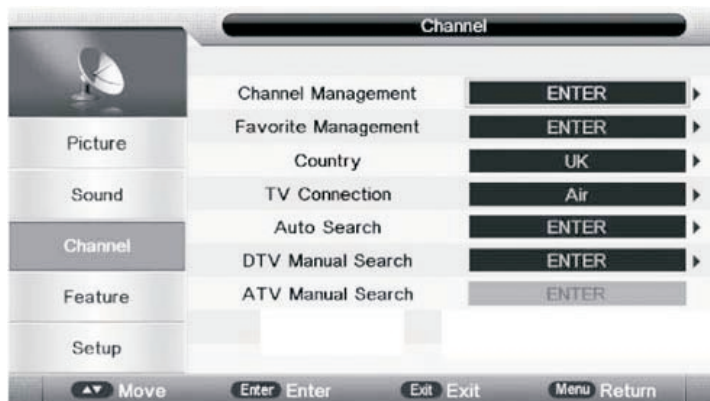 Channel
Channel Management ENTER
Favorite Management ENTER
Country UK
TV Connection Air
Auto Search ENTER
DTV Manual Search ENTER
ATV Manual Search ENTER
Picture
Sound
Channel
Feature
Setup
Move Enter Enter Exit Exit Menu Return